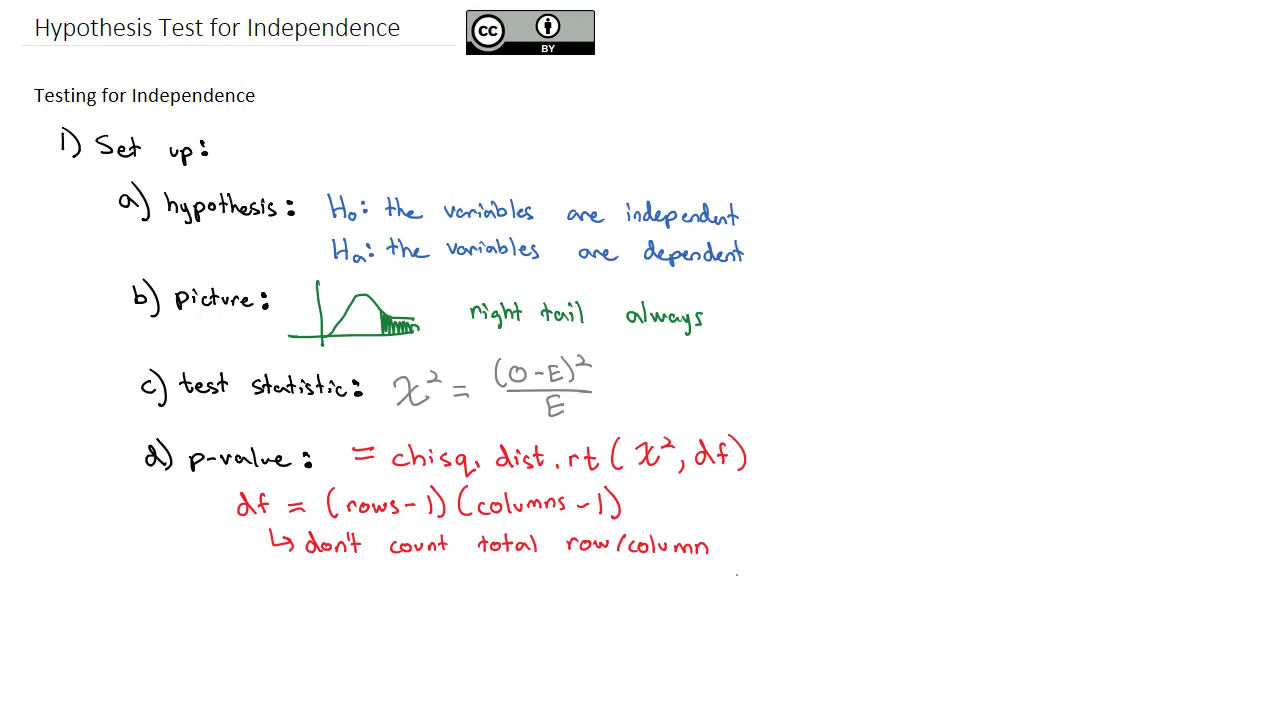 Hypothesis Test for Independence
cc BY
Testing for Independence
1) Set up:
a) hypothesis: H₀: the variables are independent
Hₐ: the variables are dependent
b) picture: right tail always
c) test statistic: χ² = (O-E)²/E
d) p-value: = chisq.dist.rt(χ², df)
df = (rows-1)(columns-1)
↳ don't count total row/column